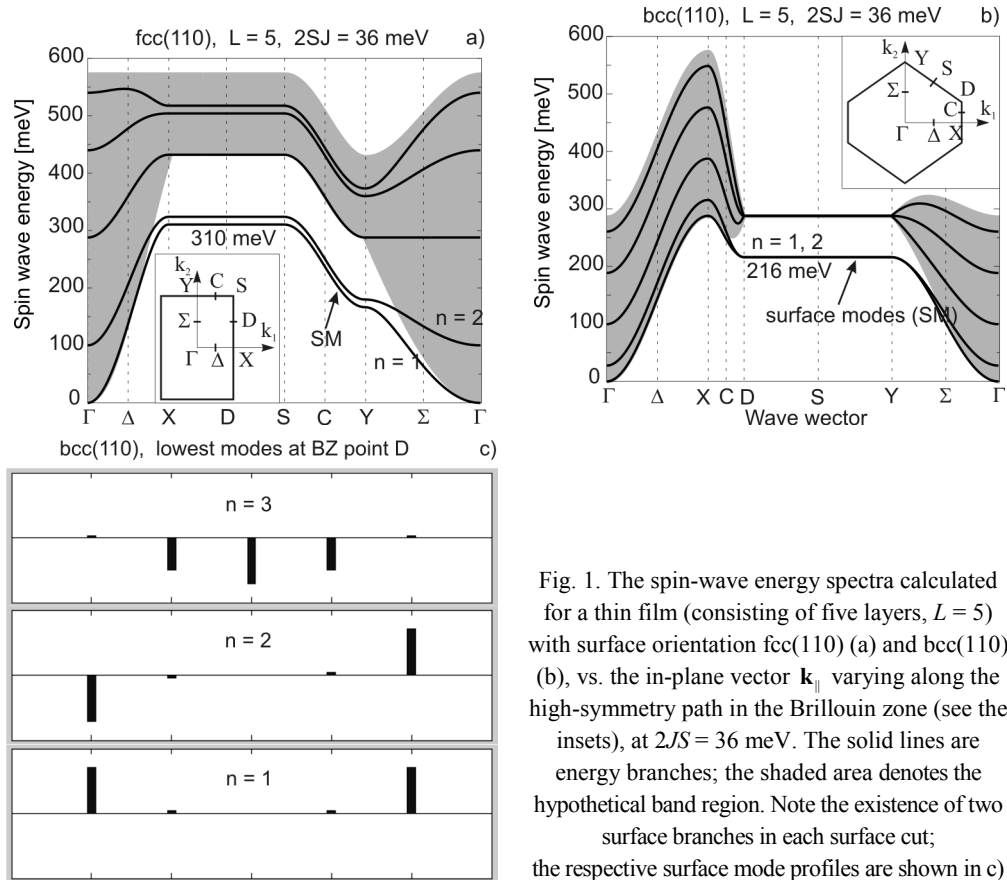 fcc(110), L = 5, 2SJ = 36 meV a)
Spin wave energy [meV]
600
500
400
300
200
100
0
310 meV
SM
n = 2
n = 1
k2
Y C S
Σ D k1
Γ Δ X
Γ Δ X D S C Y Σ Γ
bcc(110), L = 5, 2SJ = 36 meV b)
Spin wave energy [meV]
600
500
400
300
200
100
0
k2 Y S
Σ D
C k1
Γ Δ X
n = 1, 2
216 meV
surface modes (SM)
Γ Δ X C D S Y Σ Γ
Wave wector
bcc(110), lowest modes at BZ point D c)
n = 3
n = 2
n = 1
Fig. 1. The spin-wave energy spectra calculated
for a thin film (consisting of five layers, L = 5)
with surface orientation fcc(110) (a) and bcc(110)
(b), vs. the in-plane vector k∥ varying along the
high-symmetry path in the Brillouin zone (see the
insets), at 2JS = 36 meV. The solid lines are
energy branches; the shaded area denotes the
hypothetical band region. Note the existence of two
surface branches in each surface cut;
the respective surface mode profiles are shown in c)